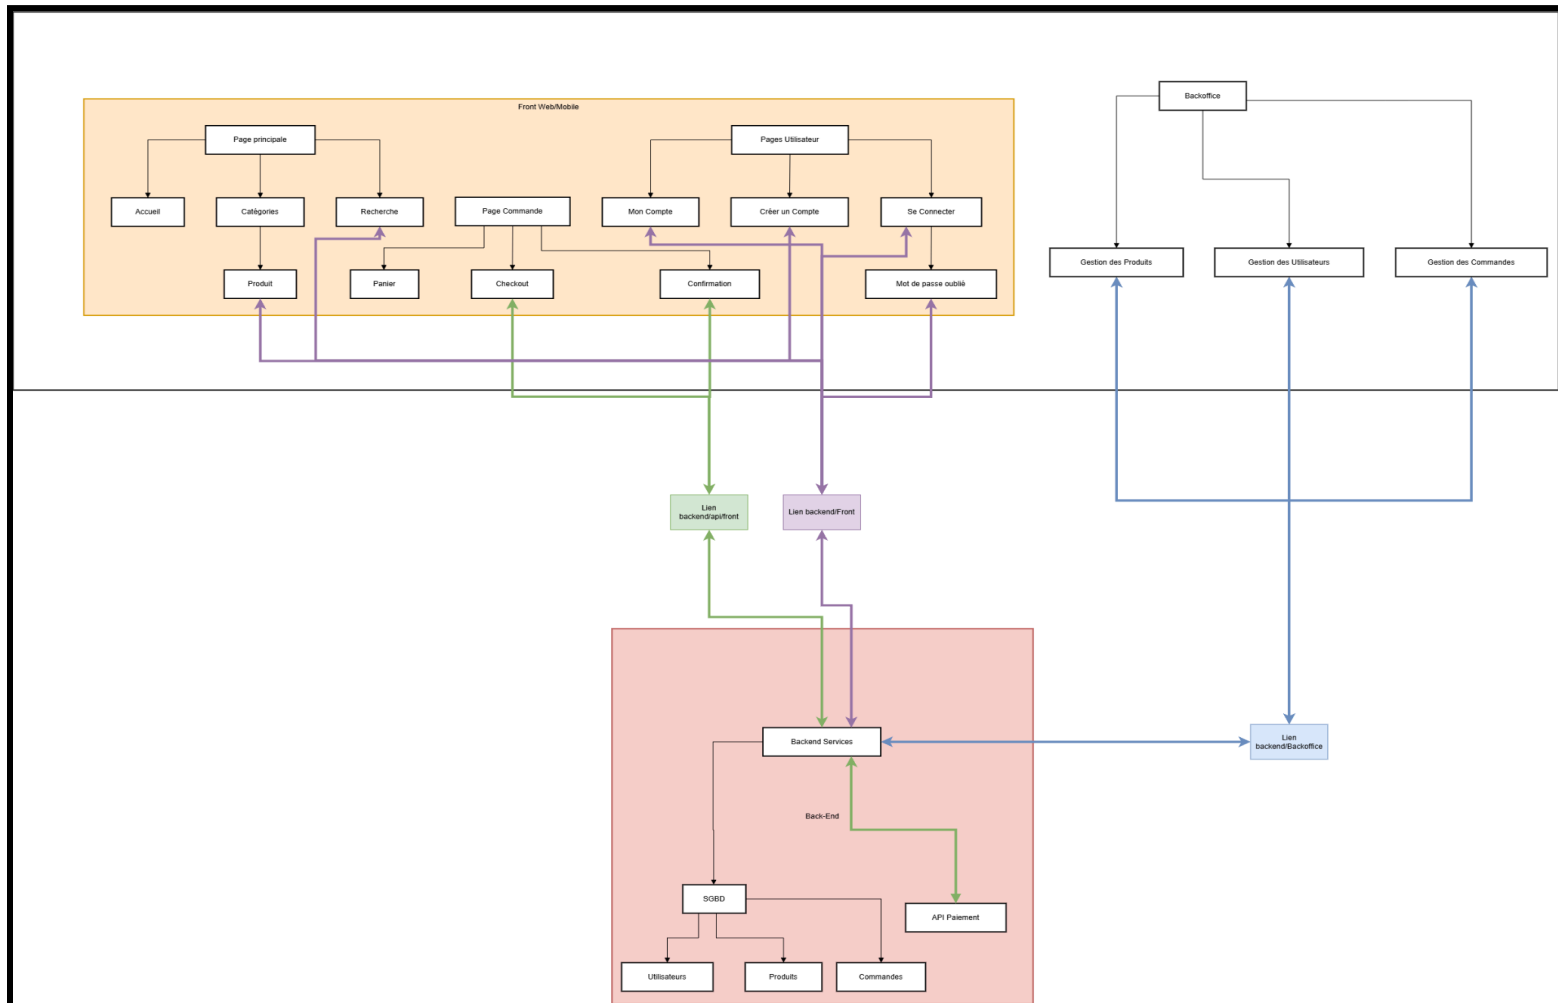 Backoffice
Front Web/Mobile
Page principale
Pages Utilisateur
Accueil
Catègories
Recherche
Page Commande
Mon Compte
Créer un Compte
Se Connecter
Gestion des Produits
Gestion des Utilisateurs
Gestion des Commandes
Produit
Panier
Checkout
Confirmation
Mot de passe oublié
Lien
backend/api/front
Lien backend/Front
Backend Services
Lien
backend/Backoffice
Back-End
SGBD
API Paiement
Utilisateurs
Produits
Commandes